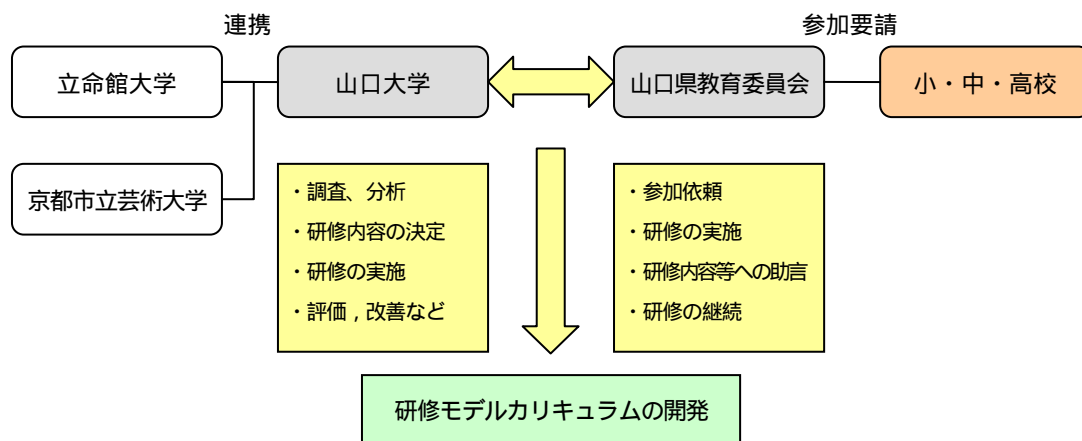 連携
参加要請
立命館大学
山口大学
山口県教育委員会
小・中・高校
京都市立芸術大学
・調査、分析
・研修内容の決定
・研修の実施
・評価，改善など
・参加依頼
・研修の実施
・研修内容等への助言
・研修の継続
研修モデルカリキュラムの開発